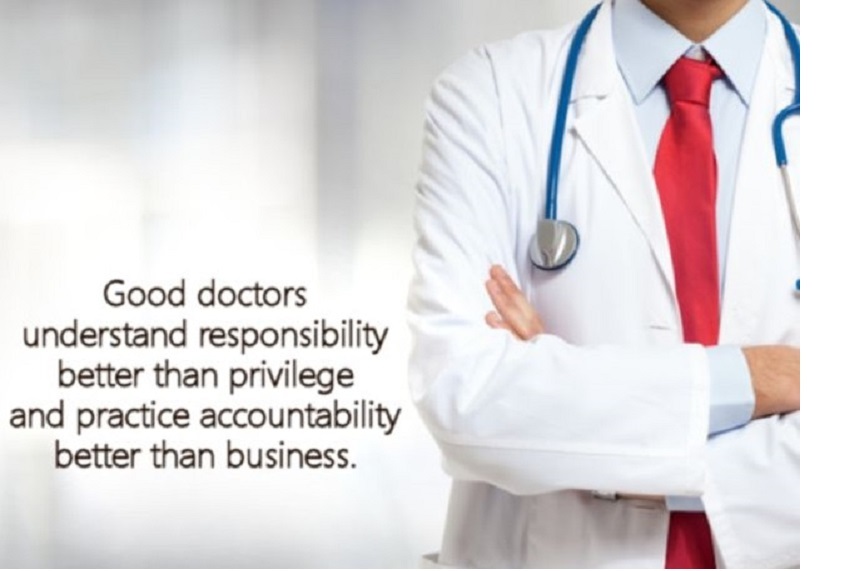 Good doctors
understand responsibility
better than privilege
and practice accountability
better than business.